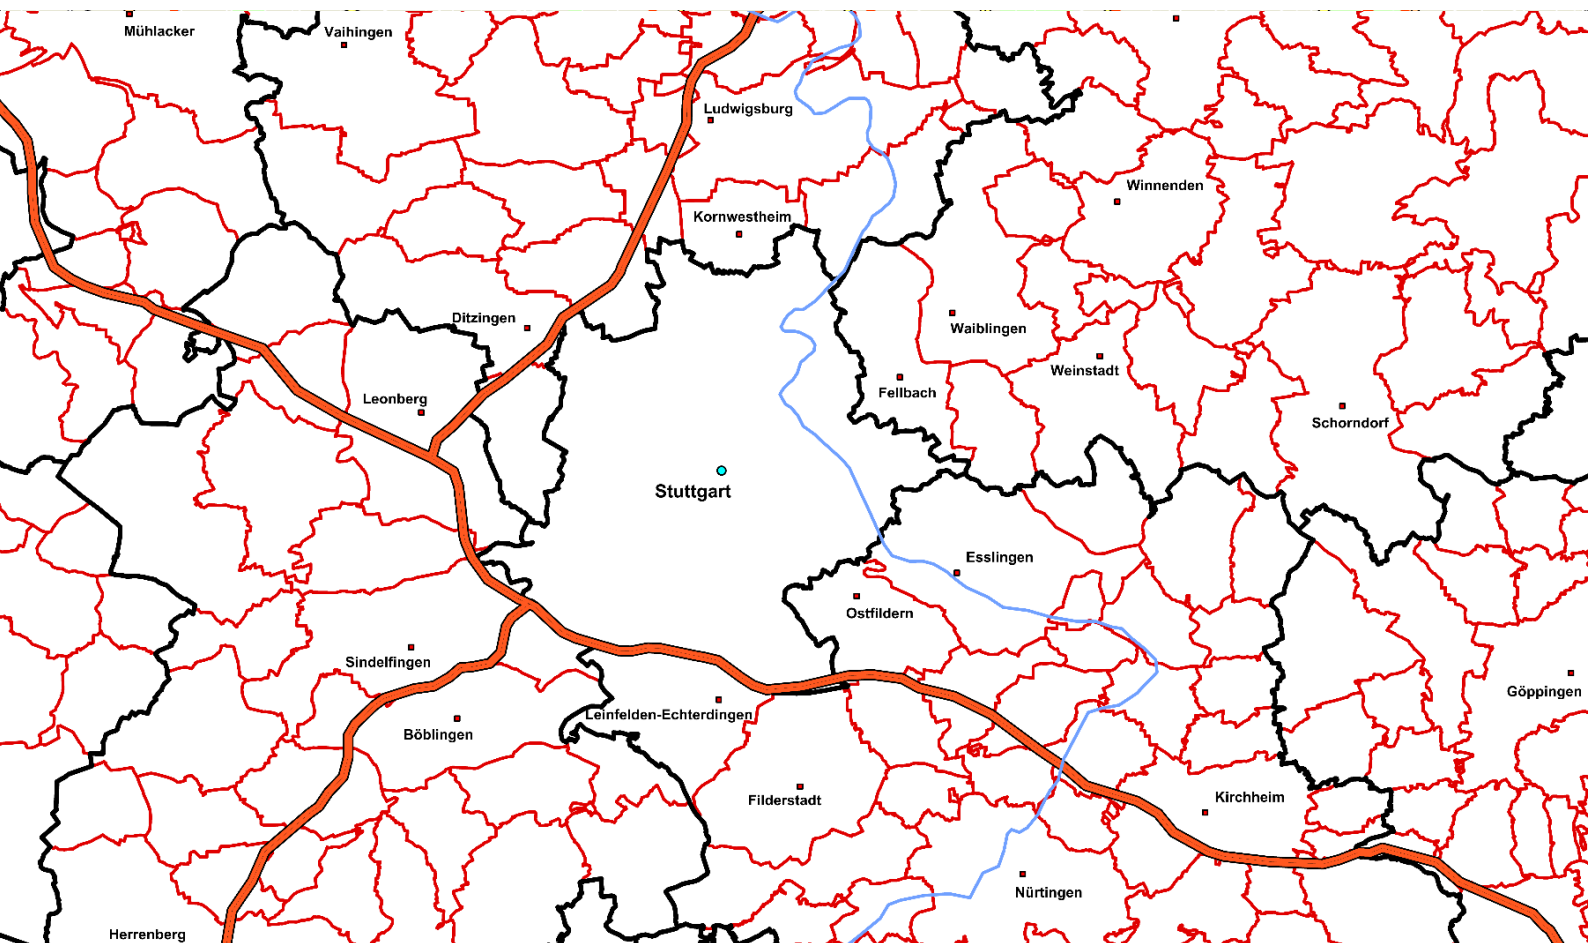 Mühlacker
Vaihingen
Ludwigsburg
Winnenden
Kornwestheim
Ditzingen
Waiblingen
Weinstadt
Leonberg
Fellbach
Schorndorf
Stuttgart
Esslingen
Ostfildern
Sindelfingen
Göppingen
Leinfelden-Echterdingen
Böblingen
Kirchheim
Filderstadt
Nürtingen
Herrenberg